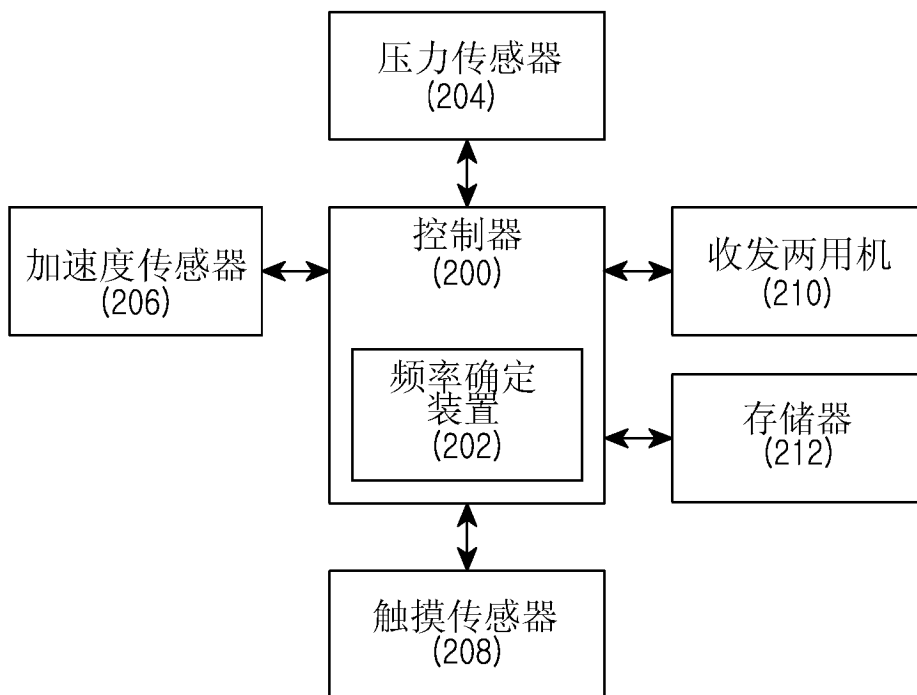 压力传感器
(204)
控制器
(200)
加速度传感器
(206)
收发两用机
(210)
频率确定
装置
(202)
存储器
(212)
触摸传感器
(208)